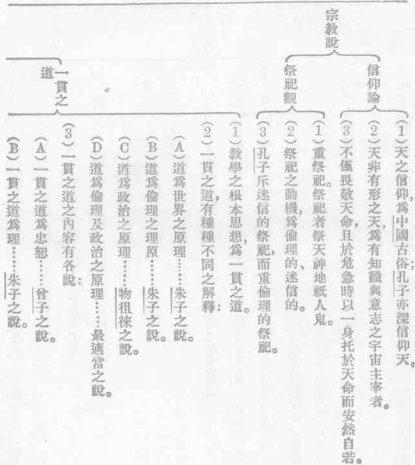 宗教說
信仰論
(1)天之信仰,爲中國古俗;孔子亦深信仰天。
(2)天非有形之天,爲有知識與意志之宇宙主宰者。
(3)不僅畏敬天命,且於危急時以一身托於天命而安然自若。
祭祀觀
(1)重祭祀。祭祀者祭天神地祇人鬼。
(2)祭祀之動機,爲倫理的、迷信的。
(3)孔子斥迷信的祭祀,而重倫理的祭祀。
一貫之道
(1)教學之根本思想,爲一貫之道。
(2)一貫之道,有種種不同之解釋:
(A)道爲世界之原理……朱子之說。
(B)道爲倫理之理原……朱子之說。
(C)道爲政治之原理……物徂徠之說。
(D)道爲倫理及政治之原理……最適當之說。
(3)一貫之道之內容有各說:
(A)一貫之道爲忠恕……曾子之說。
(B)一貫之道爲理……朱子之說。